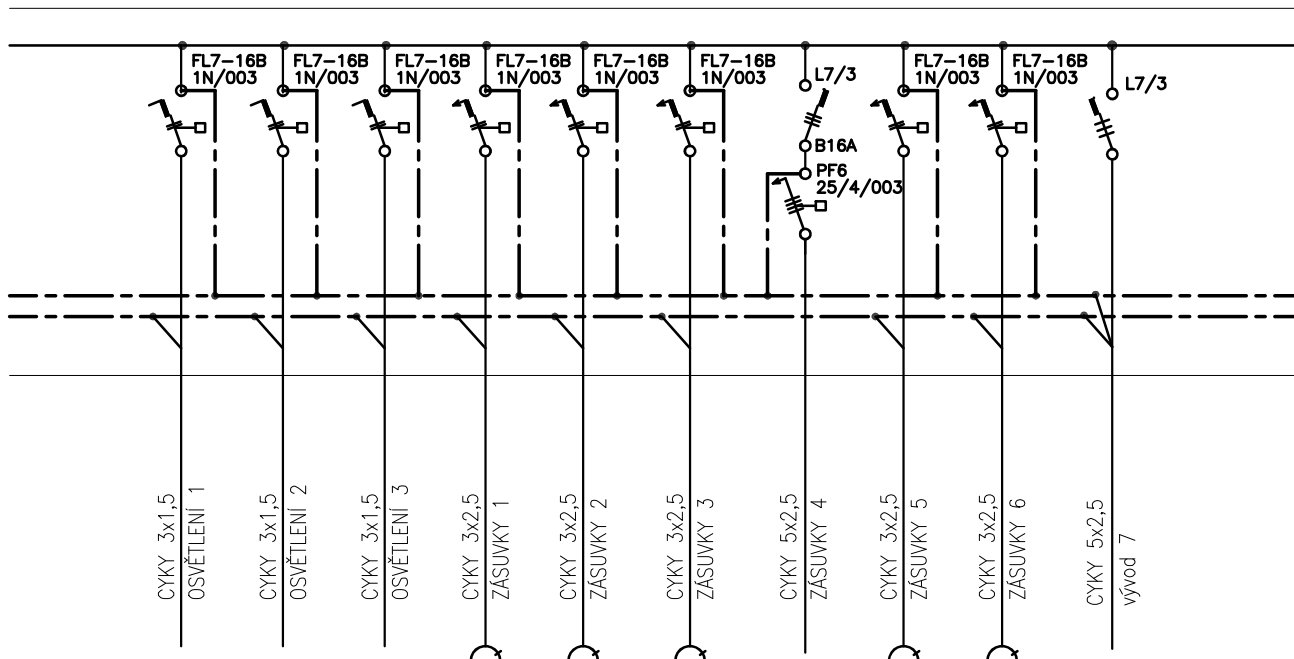 FL7-16B
1N/003
FL7-16B
1N/003
FL7-16B
1N/003
FL7-16B
1N/003
FL7-16B
1N/003
FL7-16B
1N/003
L7/3
B16A
PF6
25/4/003
FL7-16B
1N/003
FL7-16B
1N/003
L7/3
CYKY 3x1,5
OSVĚTLENÍ 1
CYKY 3x1,5
OSVĚTLENÍ 2
CYKY 3x1,5
OSVĚTLENÍ 3
CYKY 3x2,5
ZÁSUVKY 1
CYKY 3x2,5
ZÁSUVKY 2
CYKY 3x2,5
ZÁSUVKY 3
CYKY 5x2,5
ZÁSUVKY 4
CYKY 3x2,5
ZÁSUVKY 5
CYKY 3x2,5
ZÁSUVKY 6
CYKY 5x2,5
vývod 7